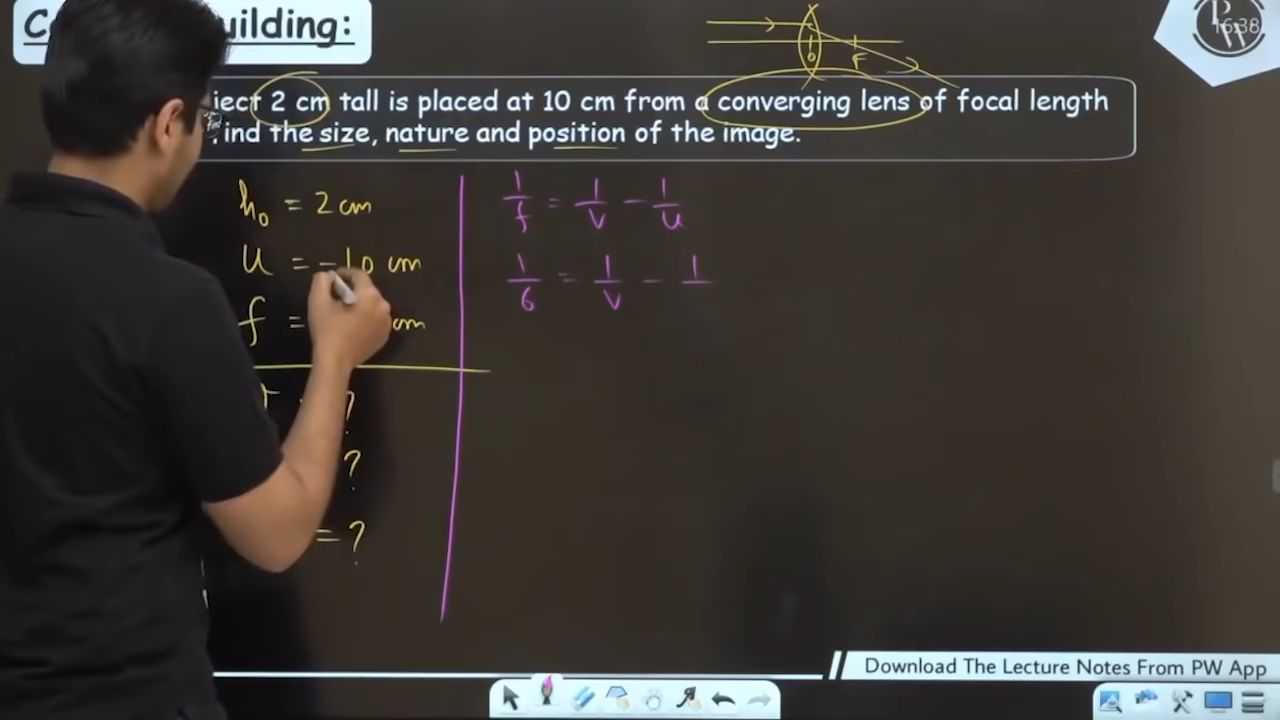 uilding:
16:38
2 cm tall is placed at 10 cm from a converging lens of focal length
ind the size, nature and position of the image.
O F
h₀ = 2 cm
u = -10 cm
f = cm
?
?
= ?
1/f = 1/v - 1/u
1/6 = 1/v - 1/
Download The Lecture Notes From PW App